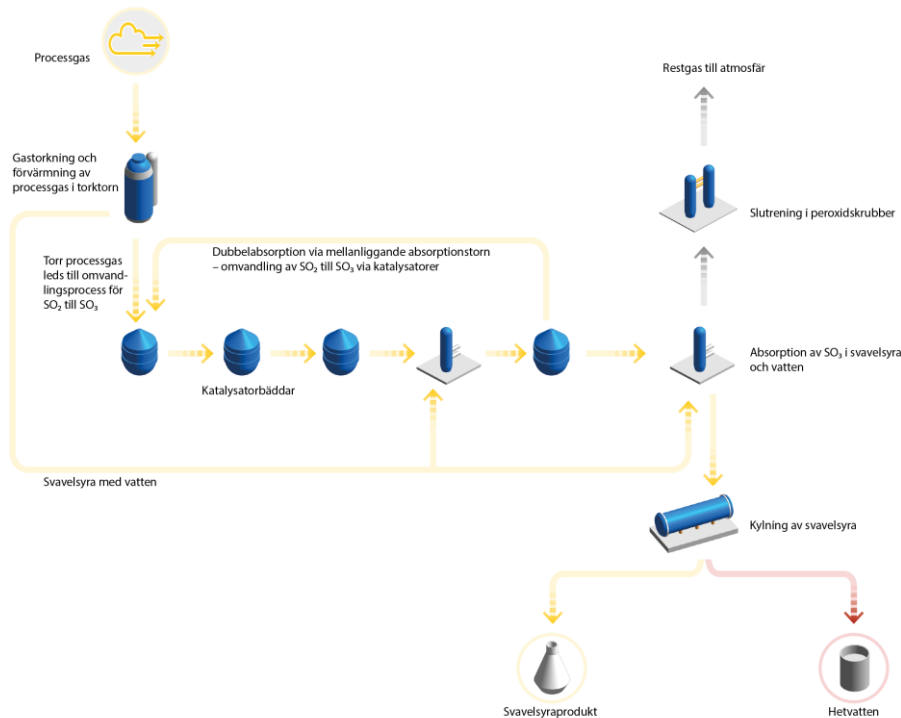 Processgas
Restgas till atmosfär
Gastorkning och
förvärmning av
processgas i torktorn
Slutrening i peroxidskrubber
Torr processgas
leds till omvand-
lingsprocess för
SO₂ till SO₃
Dubbelabsorption via mellanliggande absorptionstorn
– omvandling av SO₂ till SO₃ via katalysatorer
Absorption av SO₃ i svavelsyra
och vatten
Katalysatorbäddar
Svavelsyra med vatten
Kylning av svavelsyra
Svavelsyraprodukt
Hetvatten